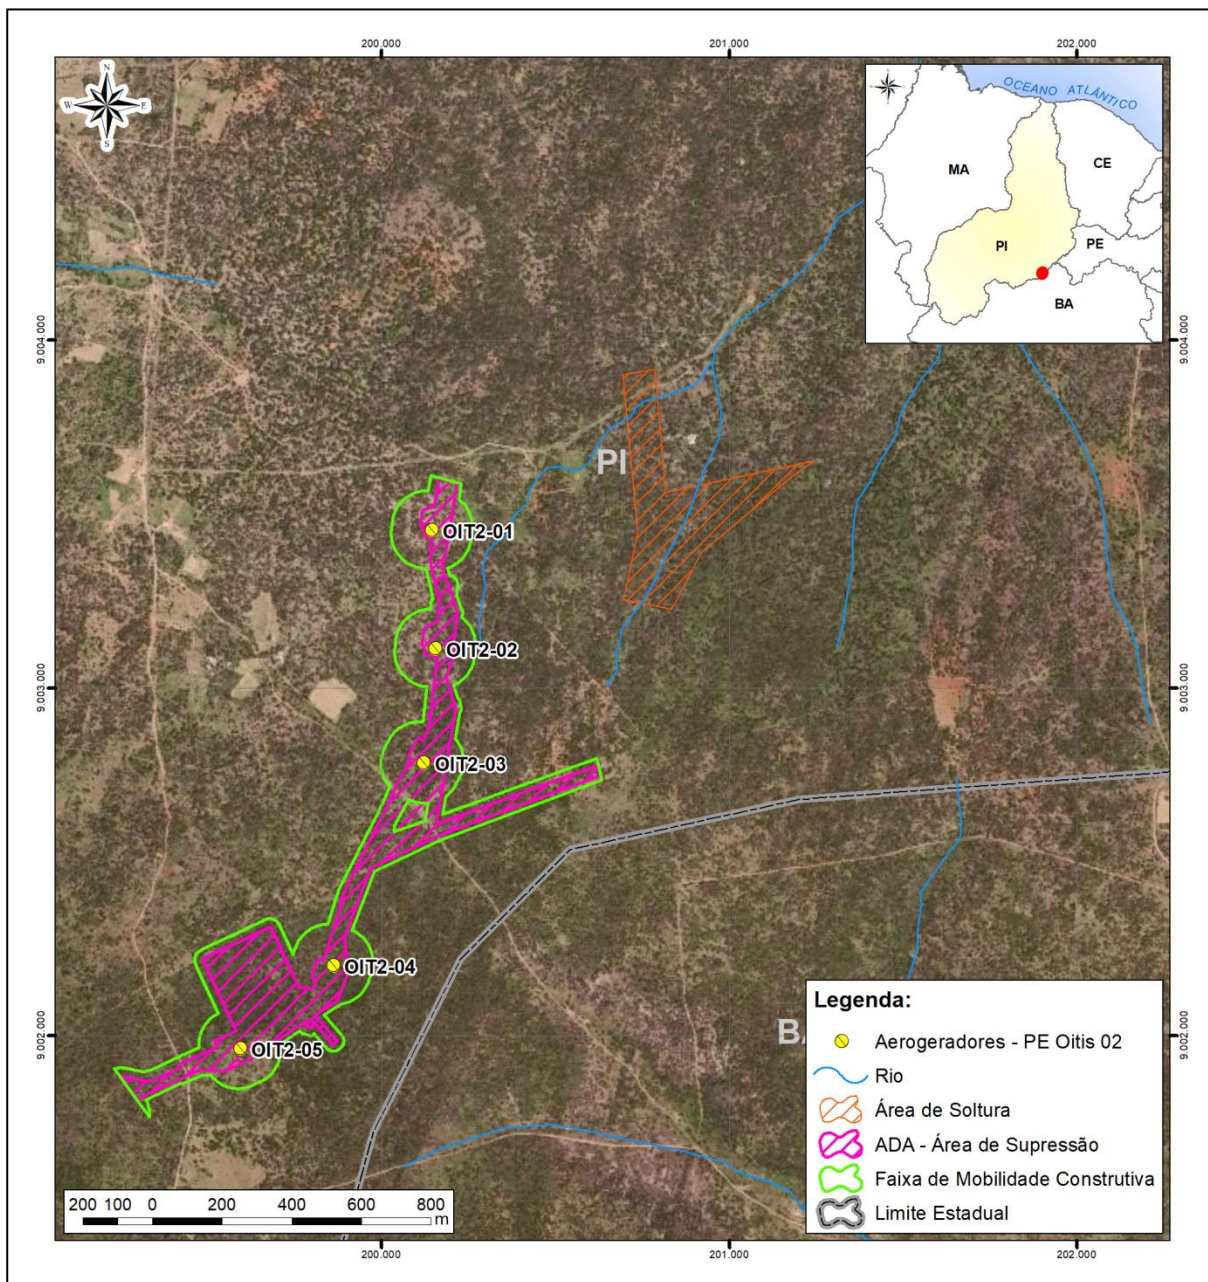 200.000
201.000
202.000
N
W
E
S
OCEANO ATLÂNTICO
MA
CE
PI
PE
BA
9.004.000
9.004.000
PI
OIT2-01
OIT2-02
9.003.000
9.003.000
OIT2-03
OIT2-04
Legenda:
9.002.000
9.002.000
B
Aerogeradores - PE Oitis 02
OIT2-05
Rio
Área de Soltura
ADA - Área de Supressão
Faixa de Mobilidade Construtiva
Limite Estadual
200 100 0 200 400 600 800
m
200.000
201.000
202.000